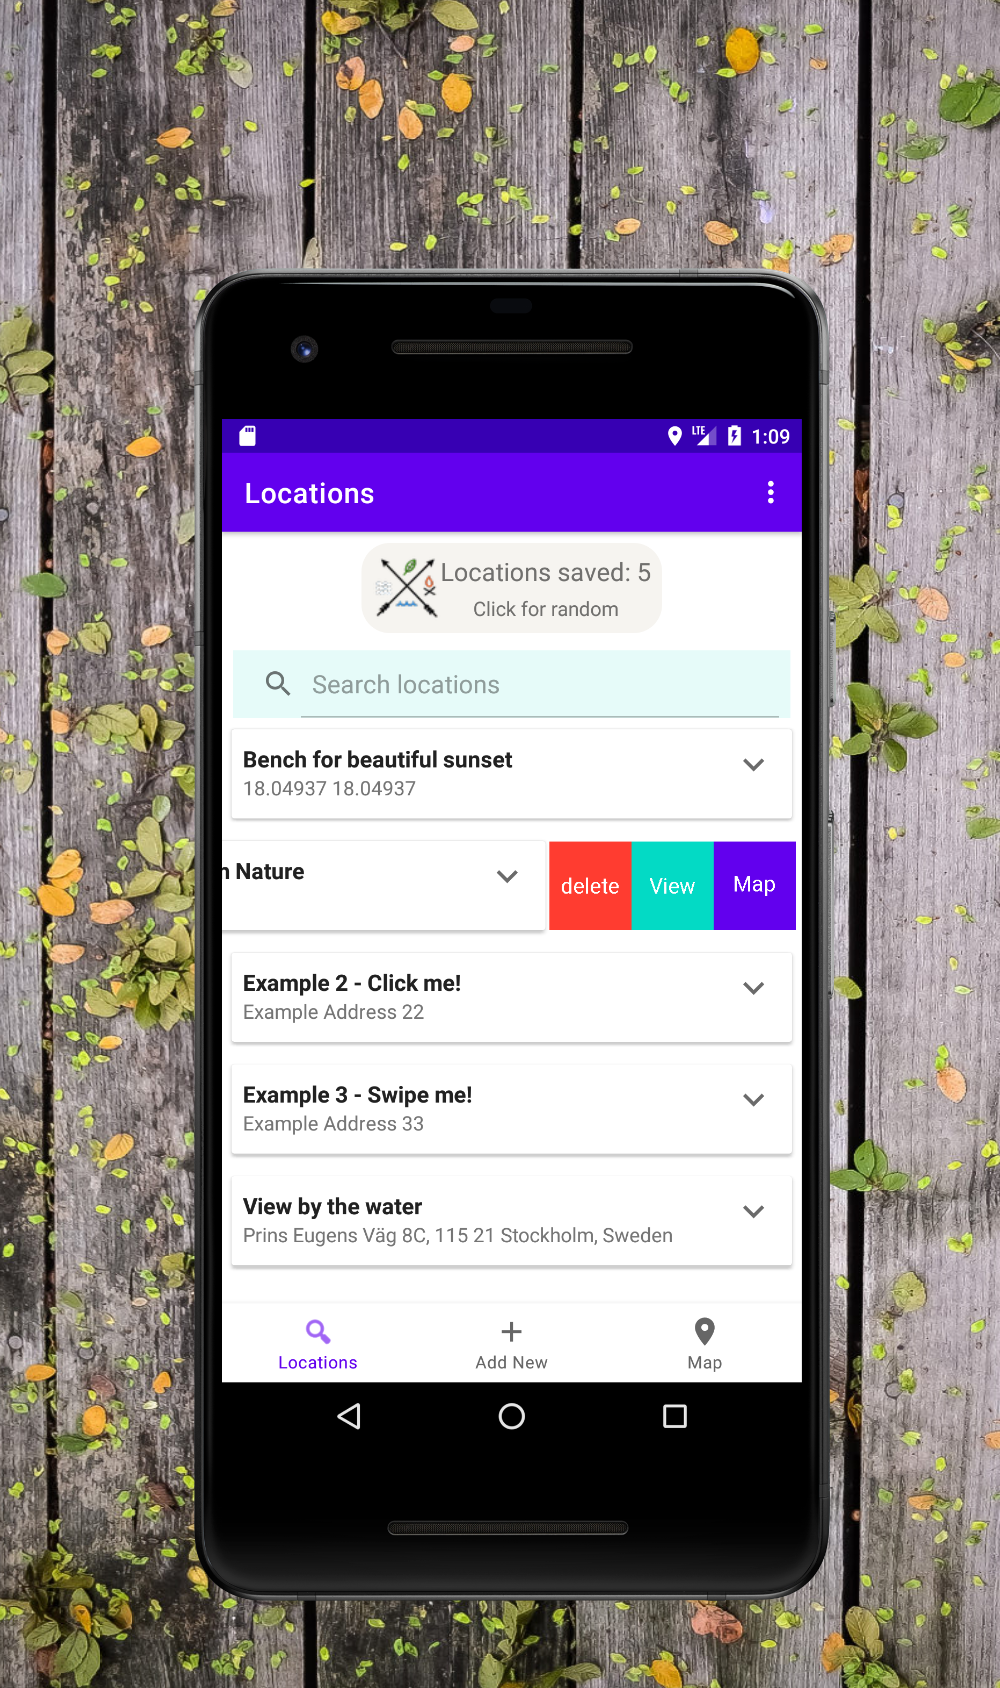 LTE 1:09
Locations
Locations saved: 5
Click for random
Search locations
Bench for beautiful sunset
18.04937 18.04937
Nature
delete View Map
Example 2 - Click me!
Example Address 22
Example 3 - Swipe me!
Example Address 33
View by the water
Prins Eugens Väg 8C, 115 21 Stockholm, Sweden
Locations Add New Map